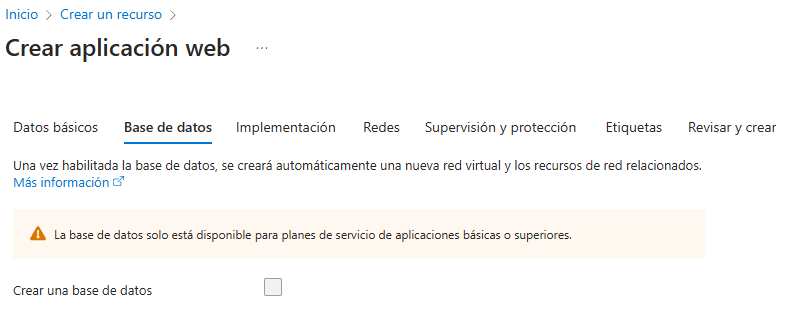 Inicio > Crear un recurso >
Crear aplicación web ...
Datos básicos Base de datos Implementación Redes Supervisión y protección Etiquetas Revisar y crear
Una vez habilitada la base de datos, se creará automáticamente una nueva red virtual y los recursos de red relacionados.
Más información
La base de datos solo está disponible para planes de servicio de aplicaciones básicas o superiores.
Crear una base de datos